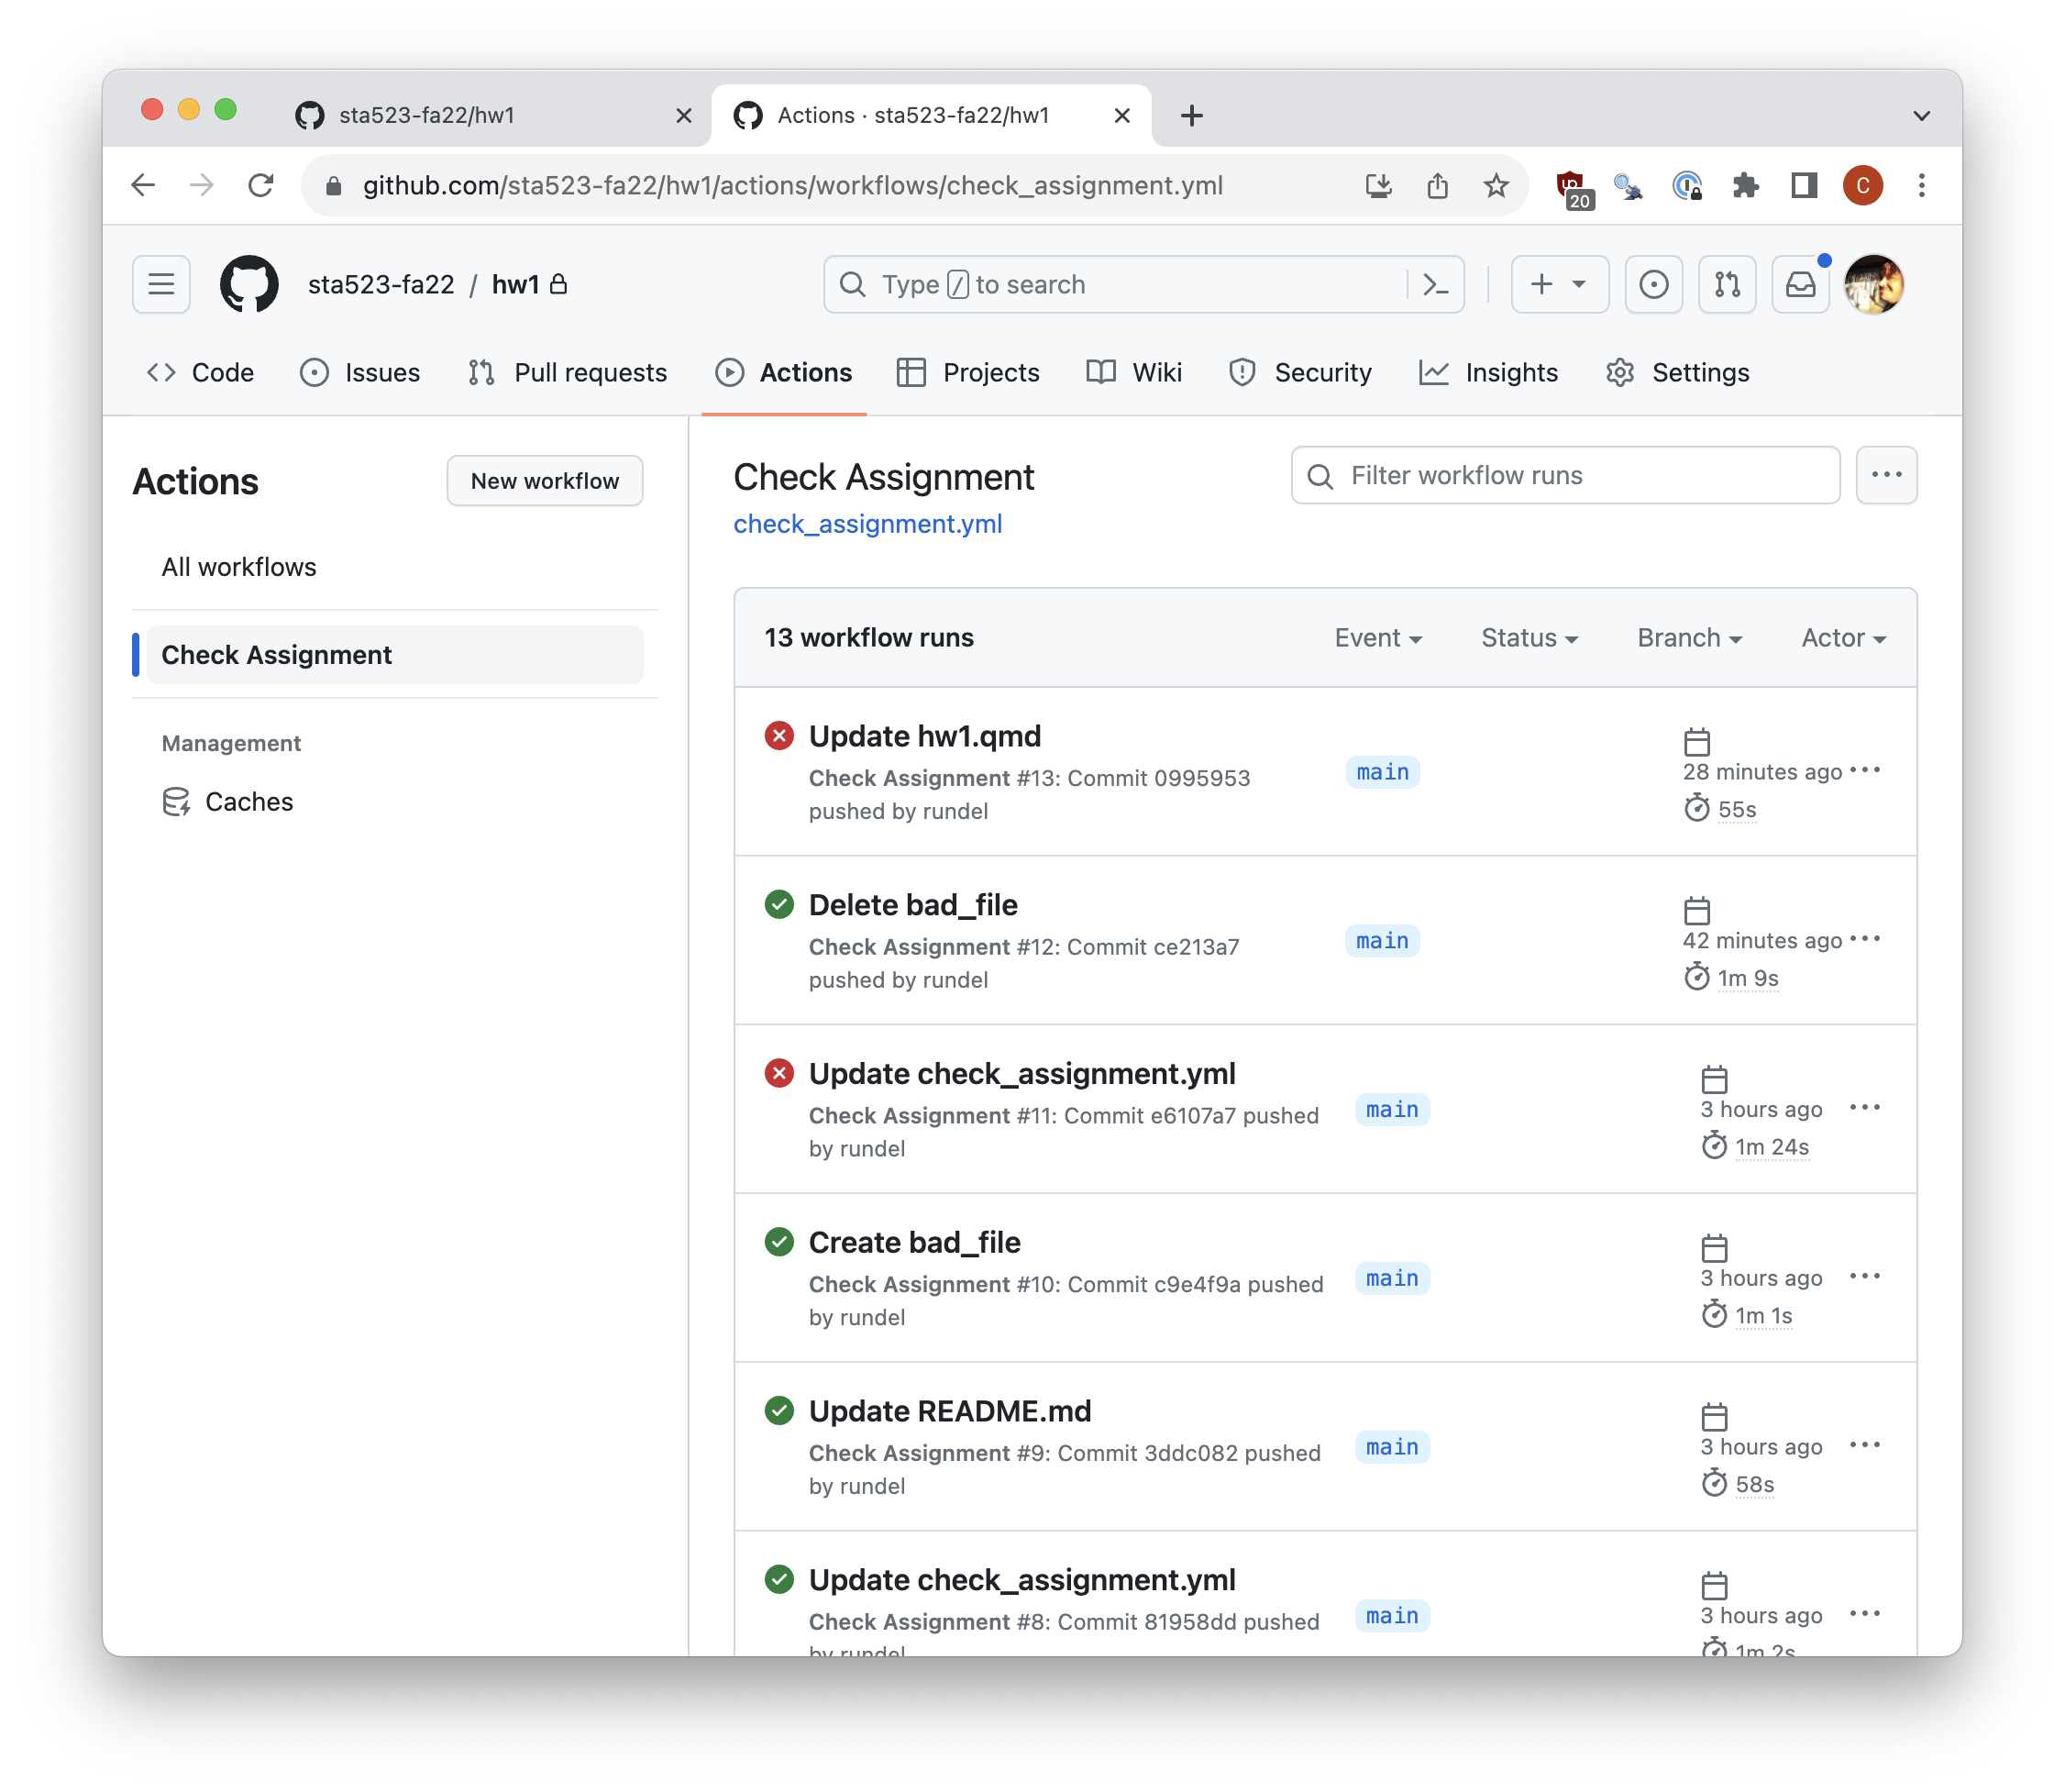 sta523-fa22/hw1
Actions · sta523-fa22/hw1
github.com/sta523-fa22/hw1/actions/workflows/check_assignment.yml
20
C
sta523-fa22 / hw1
Type / to search
Code Issues Pull requests Actions Projects Wiki Security Insights Settings
Actions
New workflow
All workflows
Check Assignment
Management
Caches
Check Assignment
check_assignment.yml
Filter workflow runs
13 workflow runs
Event Status Branch Actor
Update hw1.qmd
Check Assignment #13: Commit 0995953
pushed by rundel
main
28 minutes ago
55s
Delete bad_file
Check Assignment #12: Commit ce213a7
pushed by rundel
main
42 minutes ago
1m 9s
Update check_assignment.yml
Check Assignment #11: Commit e6107a7 pushed
by rundel
main
3 hours ago
1m 24s
Create bad_file
Check Assignment #10: Commit c9e4f9a pushed
by rundel
main
3 hours ago
1m 1s
Update README.md
Check Assignment #9: Commit 3ddc082 pushed
by rundel
main
3 hours ago
58s
Update check_assignment.yml
Check Assignment #8: Commit 81958dd pushed
by rundel
main
3 hours ago
1m 2s